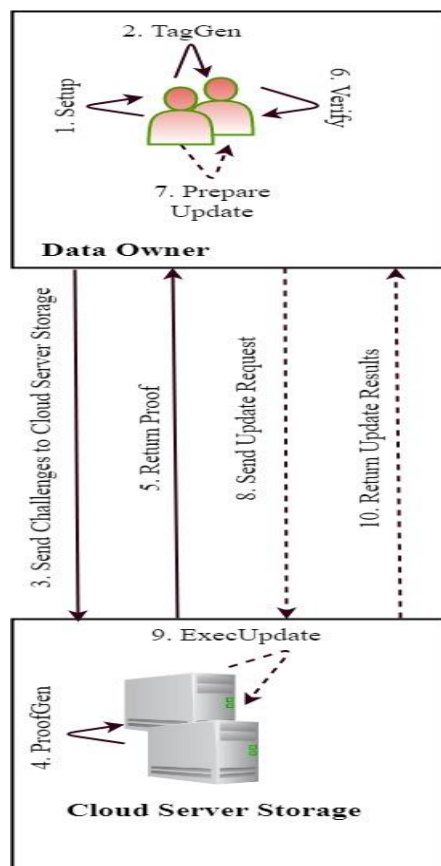 2. TagGen
1. Setup
6. Verify
7. Prepare
Update
Data Owner
3. Send Challenges to Cloud Server Storage
5. Return Proof
8. Send Update Request
10. Return Update Results
9. ExecUpdate
4. ProofGen
Cloud Server Storage